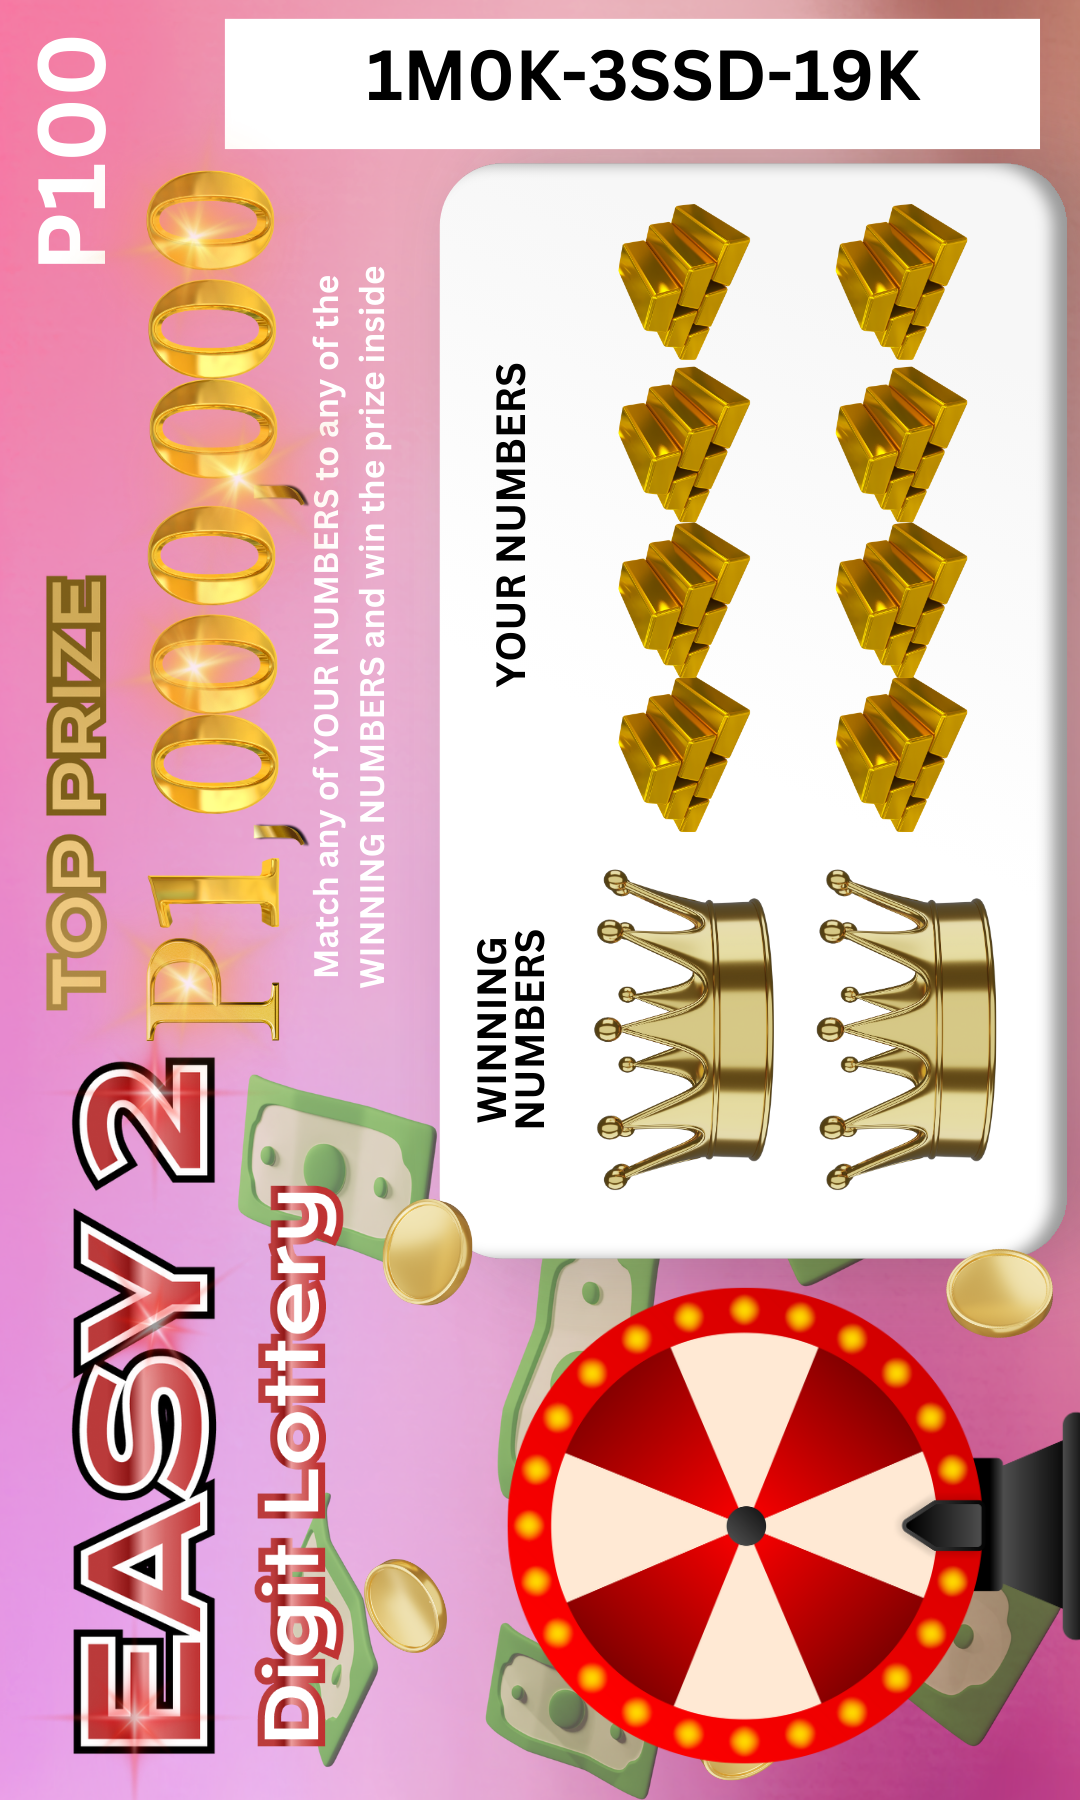 EASY 2
Digit Lottery
TOP PRIZE
P100
P1,000,000
Match any of YOUR NUMBERS to any of the
WINNING NUMBERS and win the prize inside
WINNING
NUMBERS
YOUR NUMBERS
1M0K-3SSD-19K